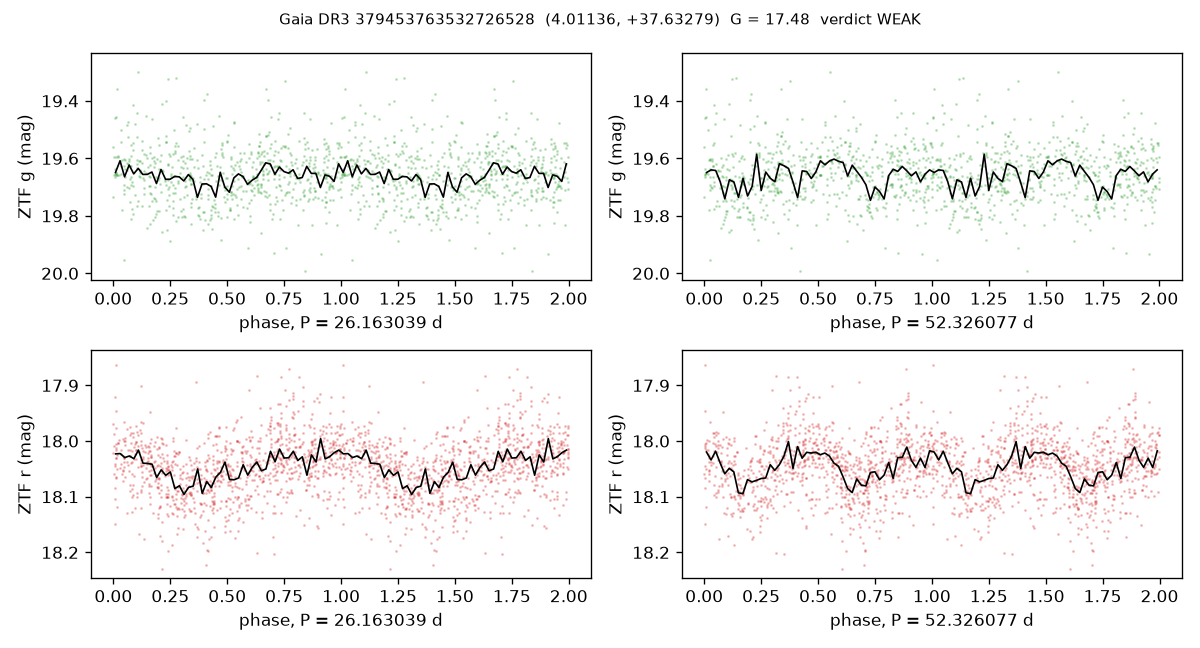 Gaia DR3 379453763532726528  (4.01136, +37.63279)  G = 17.48  verdict WEAK
ZTF g (mag)
19.4
19.6
19.8
20.0
0.00 0.25 0.50 0.75 1.00 1.25 1.50 1.75 2.00
phase, P = 26.163039 d
ZTF g (mag)
19.4
19.6
19.8
20.0
0.00 0.25 0.50 0.75 1.00 1.25 1.50 1.75 2.00
phase, P = 52.326077 d
ZTF r (mag)
17.9
18.0
18.1
18.2
0.00 0.25 0.50 0.75 1.00 1.25 1.50 1.75 2.00
phase, P = 26.163039 d
ZTF r (mag)
17.9
18.0
18.1
18.2
0.00 0.25 0.50 0.75 1.00 1.25 1.50 1.75 2.00
phase, P = 52.326077 d